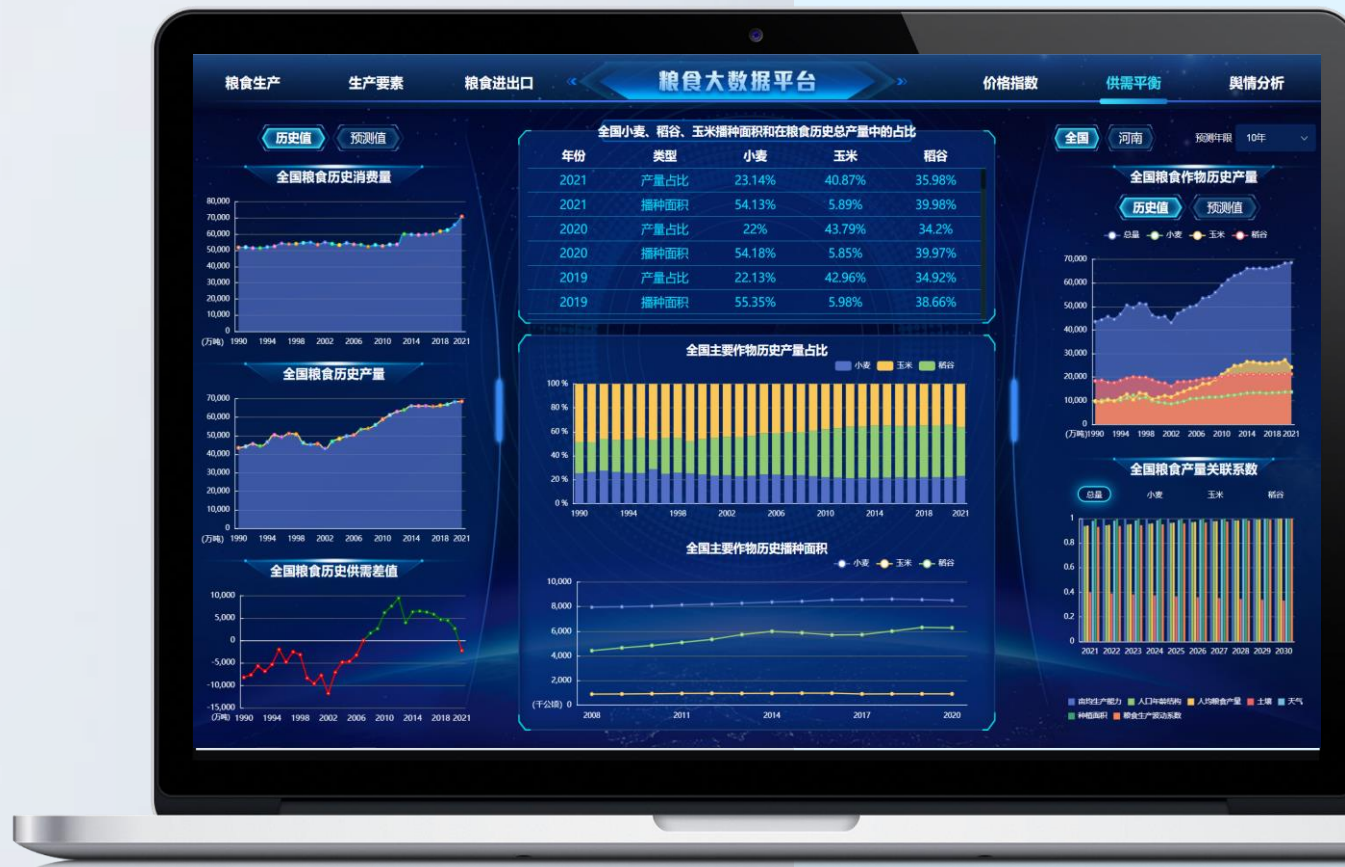 粮食生产 生产要素 粮食进出口 粮食大数据平台 价格指数 供需平衡 舆情分析
历史值 预测值
全国粮食历史消费量
80,000
70,000
60,000
50,000
40,000
30,000
20,000
10,000
0
(万吨) 1990 1994 1998 2002 2006 2010 2014 2018 2021
全国粮食历史产量
70,000
60,000
50,000
40,000
30,000
20,000
10,000
0
(万吨) 1990 1994 1998 2002 2006 2010 2014 2018 2021
全国粮食历史供需差值
10,000
5,000
0
-5,000
-10,000
-15,000
(万吨) 1990 1994 1998 2002 2006 2010 2014 2018 2021
全国小麦、稻谷、玉米播种面积和在粮食历史总产量中的占比
年份 类型 小麦 玉米 稻谷
2021 产量占比 23.14% 40.87% 35.98%
2021 播种面积 54.13% 5.89% 39.98%
2020 产量占比 22% 43.79% 34.2%
2020 播种面积 54.18% 5.85% 39.97%
2019 产量占比 22.13% 42.96% 34.92%
2019 播种面积 55.35% 5.98% 38.66%
全国主要作物历史产量占比
小麦 玉米 稻谷
100 %
80 %
60 %
40 %
20 %
0 %
1990 1994 1998 2002 2006 2010 2014 2018 2021
全国主要作物历史播种面积
小麦 玉米 稻谷
10,000
8,000
6,000
4,000
2,000
(千公顷) 0
2008 2011 2014 2017 2020
全国 河南 预测年限 10年
全国粮食作物历史产量
历史值 预测值
总量 小麦 玉米 稻谷
70,000
60,000
50,000
40,000
30,000
20,000
10,000
0
(万吨)1990 1994 1998 2002 2006 2010 2014 2018 2021
全国粮食产量关联系数
总量 小麦 玉米 稻谷
1
0.8
0.6
0.4
0.2
0
2021 2022 2023 2024 2025 2026 2027 2028 2029 2030
亩均生产能力 人口年龄结构 人均粮食产量 土壤 天气
种植面积 粮食生产波动系数